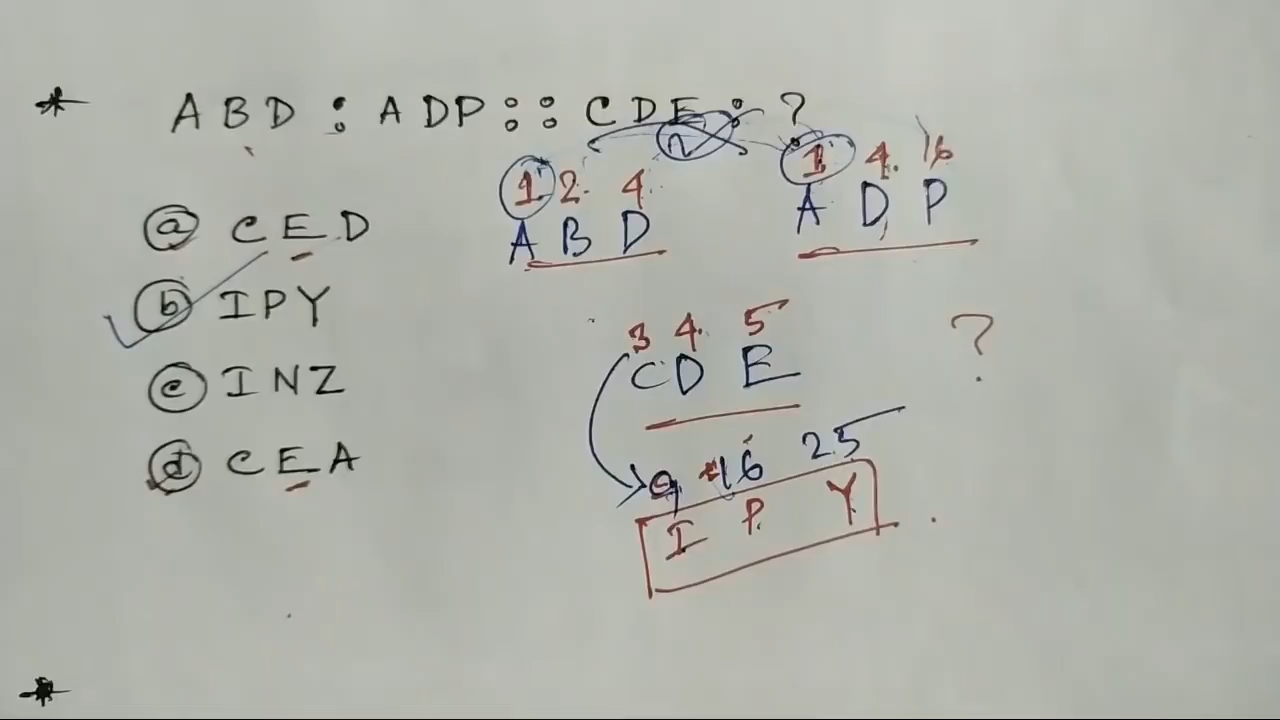 * ABD : ADP :: CDE : ?
1 2 4
A B D
1 4 16
A D P
2
ⓐ CED
ⓑ IPY
ⓒ INZ
ⓓ CEA
3 4 5
C D E
?
9 16 25
I P Y
*